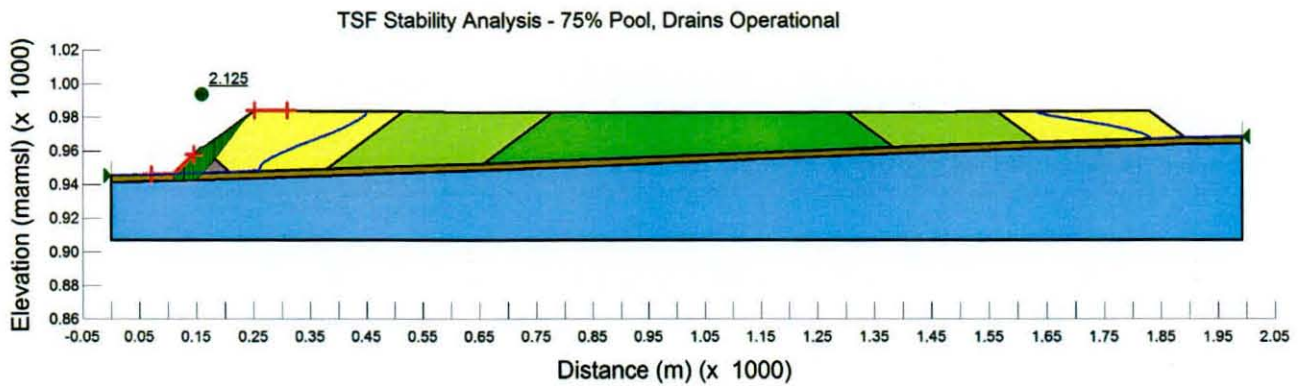 TSF Stability Analysis - 75% Pool, Drains Operational
Elevation (mamsl) (x 1000)
1.02
1.00
0.98
0.96
0.94
0.92
0.90
0.88
0.86
2.125
-0.05 0.05 0.15 0.25 0.35 0.45 0.55 0.65 0.75 0.85 0.95 1.05 1.15 1.25 1.35 1.45 1.55 1.65 1.75 1.85 1.95 2.05
Distance (m) (x 1000)